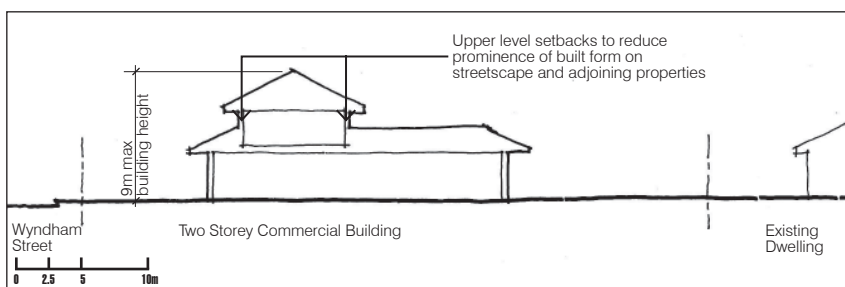 Upper level setbacks to reduce
prominence of built form on
streetscape and adjoining properties
9m max
building height
Wyndham
Street
Two Storey Commercial Building
Existing
Dwelling
0 2.5 5 10m